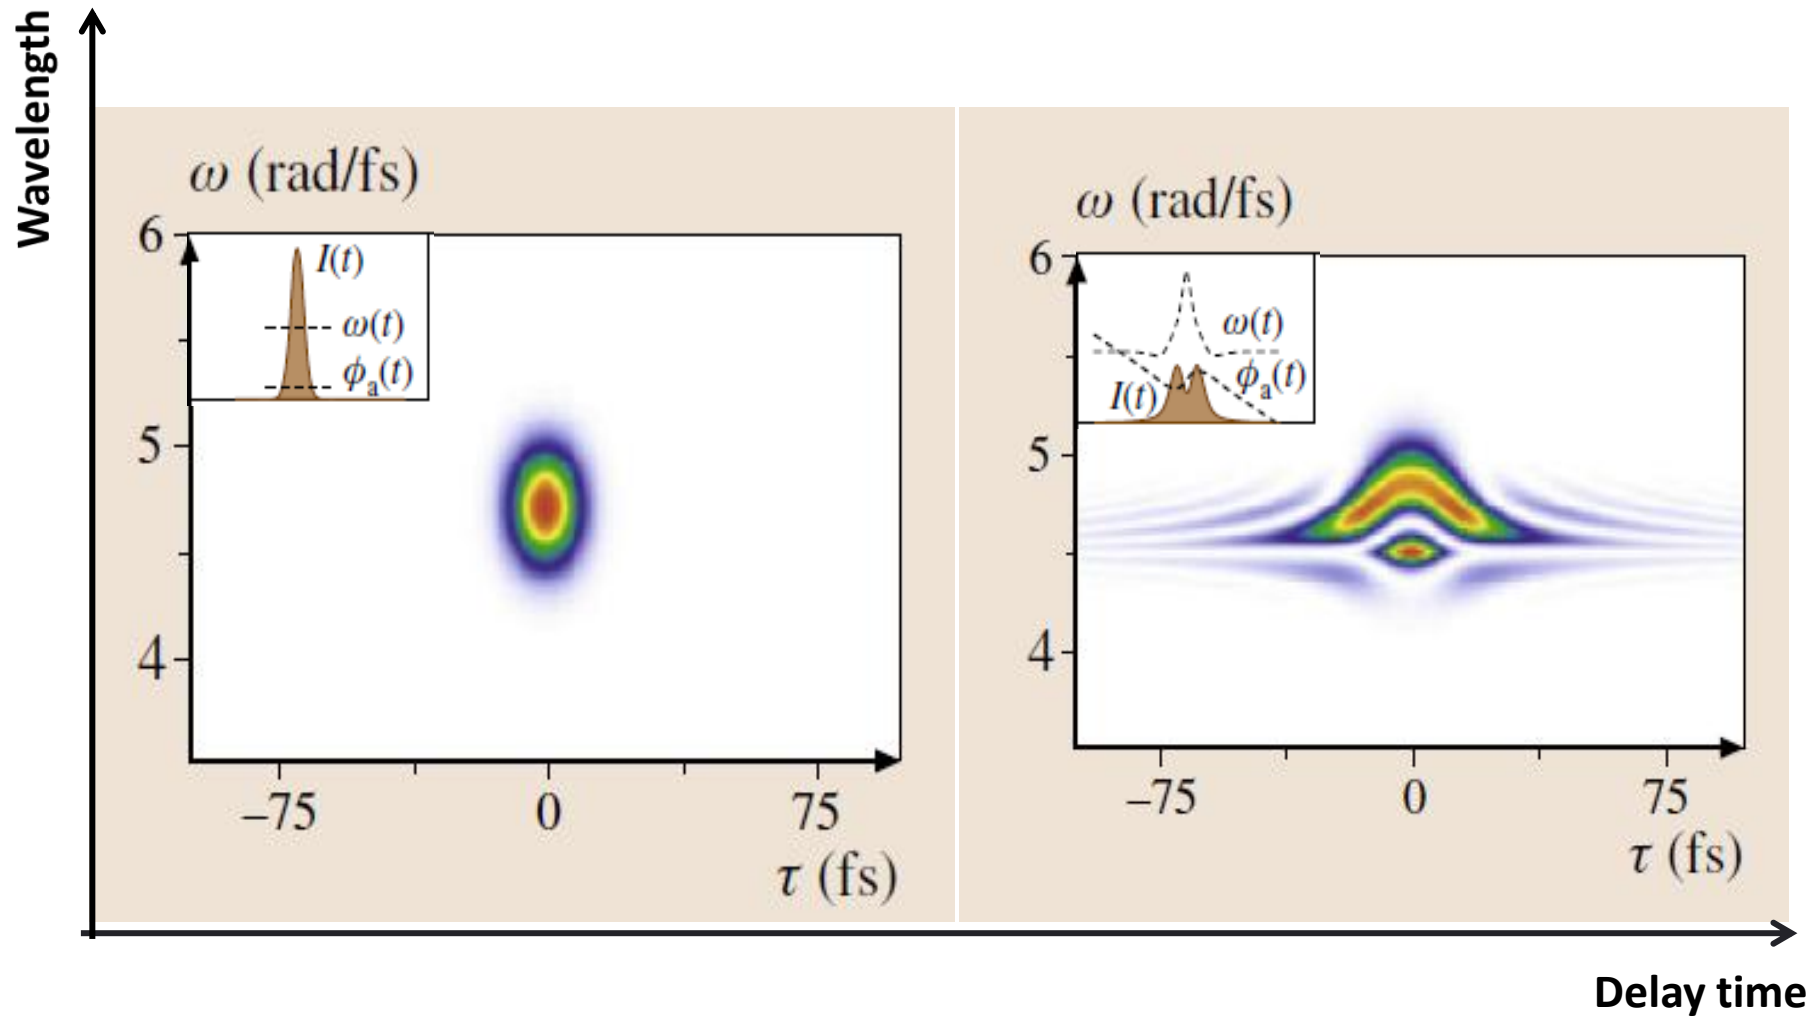 Wavelength
ω (rad/fs)
6
5
4
I(t)
ω(t)
ϕa(t)
–75 0 75
τ (fs)
ω (rad/fs)
6
5
4
ω(t)
ϕa(t)
I(t)
–75 0 75
τ (fs)
Delay time